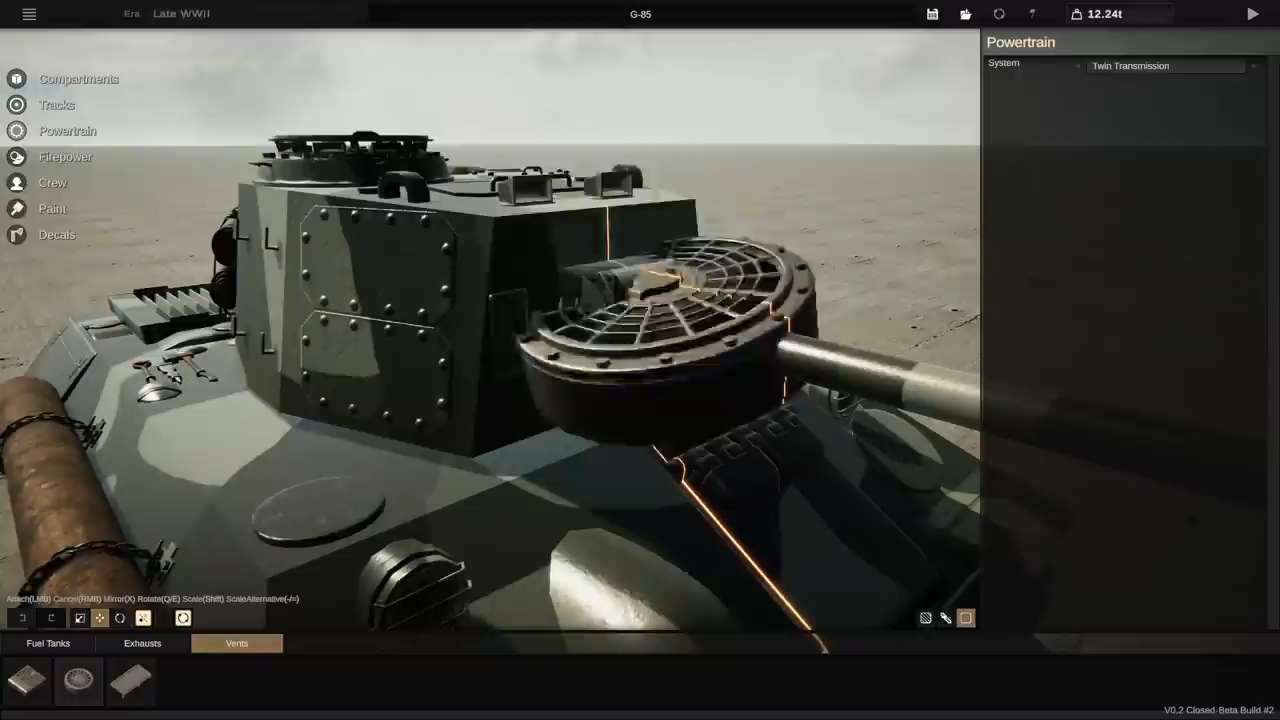 Era Late WWII
G-85
12.24t
Powertrain
System Twin Transmission
Compartments
Tracks
Powertrain
Firepower
Crew
Paint
Decals
Attach(LMB) Cancel(RMB) Mirror(X) Rotate(Q/E) Scale(Shift) ScaleAlternative(-/=)
Fuel Tanks Exhausts Vents
V0.2 Closed-Beta Build #2